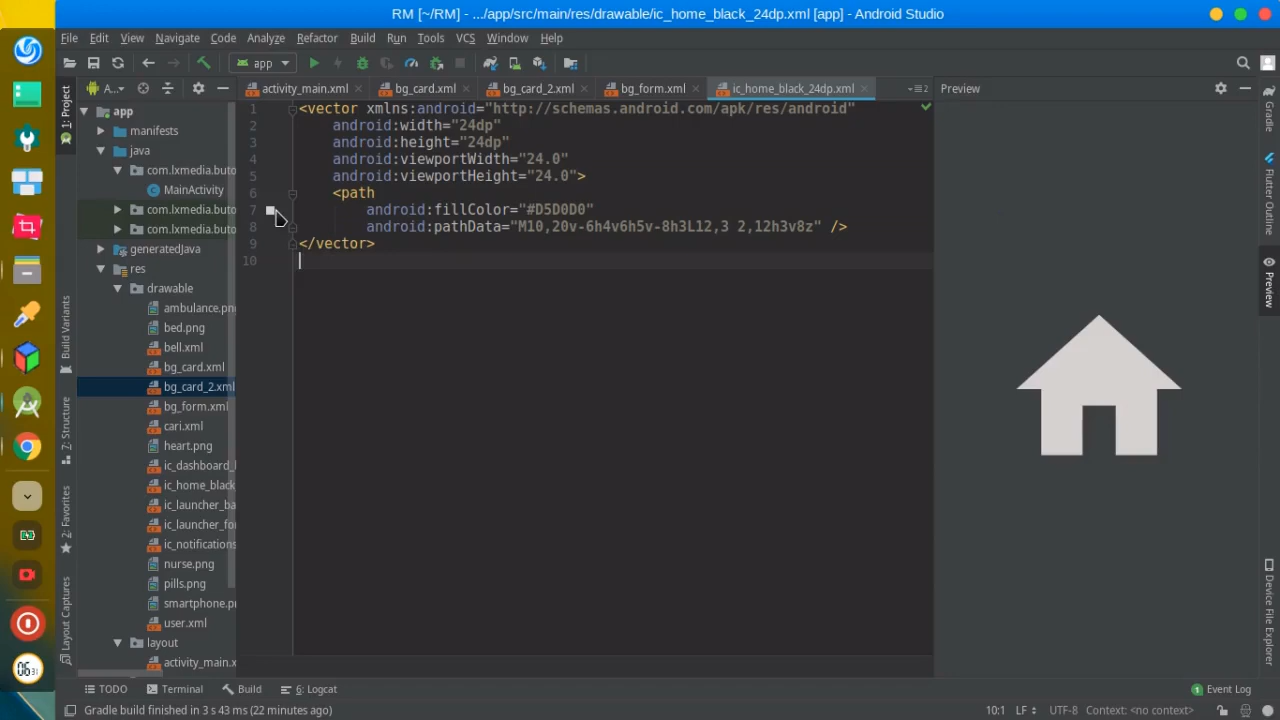 RM [~/RM] - .../app/src/main/res/drawable/ic_home_black_24dp.xml [app] - Android Studio
File Edit View Navigate Code Analyze Refactor Build Run Tools VCS Window Help
app
A... activity_main.xml bg_card.xml bg_card_2.xml bg_form.xml ic_home_black_24dp.xml 2 Preview
1: Project
app
manifests
java
com.lxmedia.buto
MainActivity
com.lxmedia.buto
com.lxmedia.buto
generatedJava
res
drawable
ambulance.pn
bed.png
bell.xml
bg_card.xml
bg_card_2.xml
bg_form.xml
cari.xml
heart.png
ic_dashboard_
ic_home_black
ic_launcher_ba
ic_launcher_fo
ic_notifications
nurse.png
pills.png
smartphone.p
user.xml
layout
activity_main.x
Build Variants
7: Structure
2: Favorites
Layout Captures
1 <vector xmlns:android="http://schemas.android.com/apk/res/android"
2 android:width="24dp"
3 android:height="24dp"
4 android:viewportWidth="24.0"
5 android:viewportHeight="24.0">
6 <path
7 android:fillColor="#D5D0D0"
8 android:pathData="M10,20v-6h4v6h5v-8h3L12,3 2,12h3v8z" />
9 </vector>
10
Gradle
Flutter Outline
Preview
Device File Explorer
TODO Terminal Build 6: Logcat 1 Event Log
Gradle build finished in 3 s 43 ms (22 minutes ago) 10:1 LF UTF-8 Context: <no context>